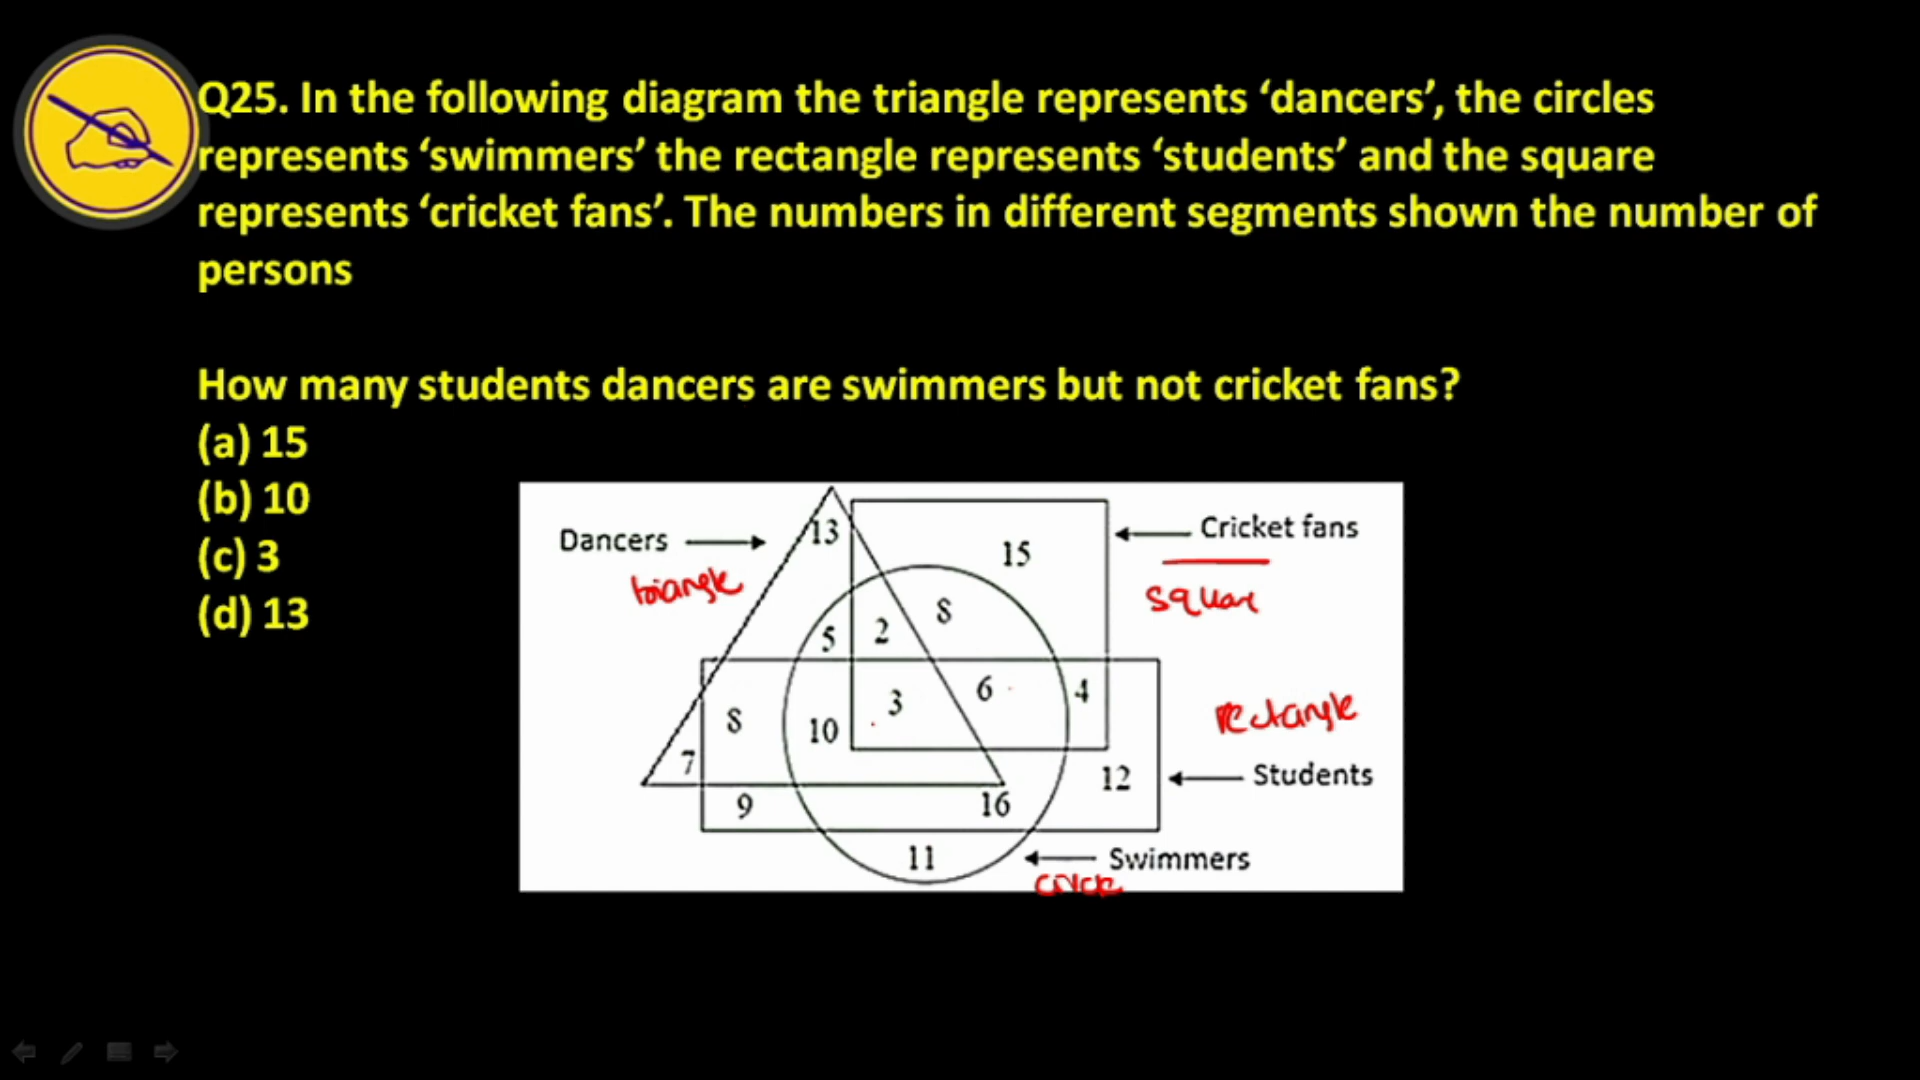 Q25. In the following diagram the triangle represents ‘dancers’, the circles
represents ‘swimmers’ the rectangle represents ‘students’ and the square
represents ‘cricket fans’. The numbers in different segments shown the number of
persons
How many students dancers are swimmers but not cricket fans?
(a) 15
(b) 10
(c) 3
(d) 13
Dancers
triangle
13
15
Cricket fans
square
5
2
8
8
10
3
6
4
rectangle
7
9
16
12
Students
11
Swimmers
circle